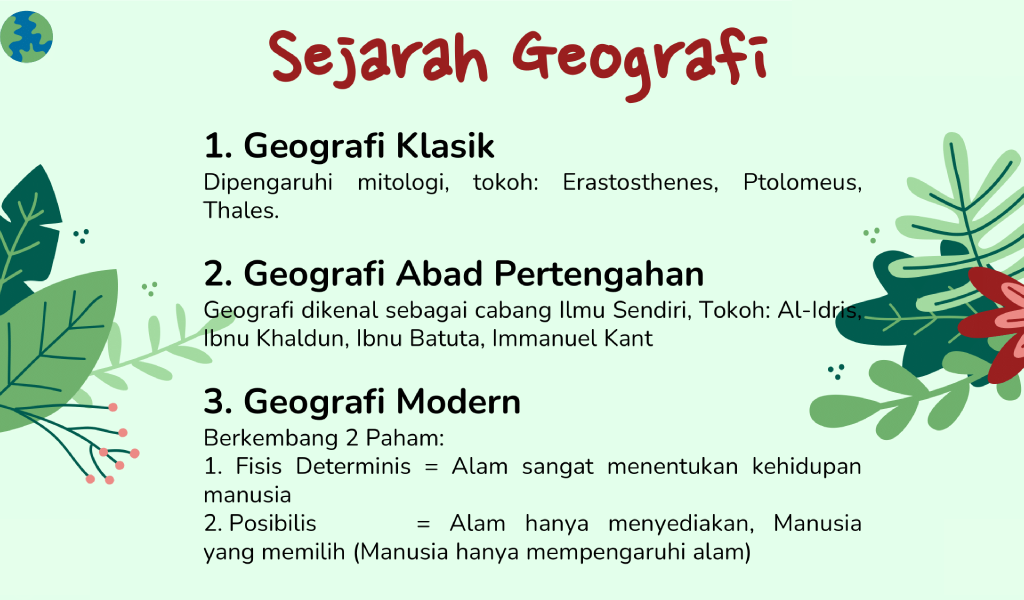 Sejarah Geografi
1. Geografi Klasik
Dipengaruhi mitologi, tokoh: Erastosthenes, Ptolomeus,
Thales.
2. Geografi Abad Pertengahan
Geografi dikenal sebagai cabang Ilmu Sendiri, Tokoh: Al-Idris,
Ibnu Khaldun, Ibnu Batuta, Immanuel Kant
3. Geografi Modern
Berkembang 2 Paham:
1. Fisis Determinis = Alam sangat menentukan kehidupan
manusia
2. Posibilis = Alam hanya menyediakan, Manusia
yang memilih (Manusia hanya mempengaruhi alam)